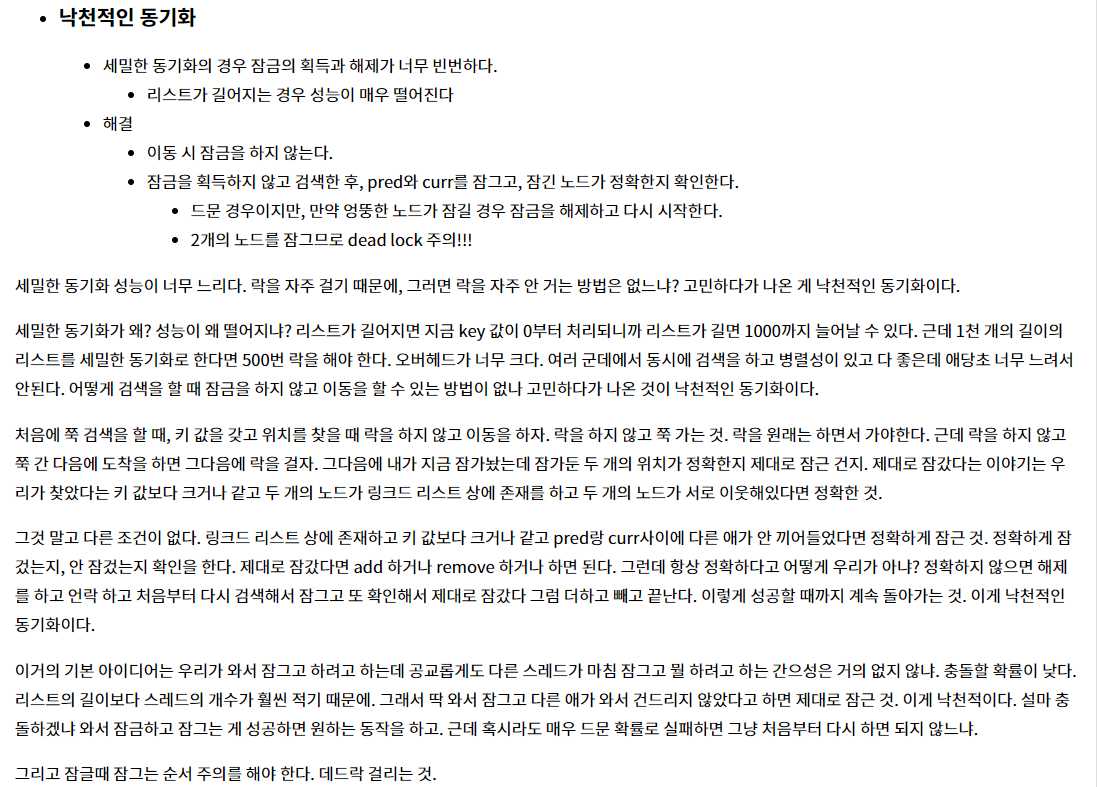 낙천적인 동기화
세밀한 동기화의 경우 잠금의 획득과 해제가 너무 빈번하다.
리스트가 길어지는 경우 성능이 매우 떨어진다
해결
이동 시 잠금을 하지 않는다.
잠금을 획득하지 않고 검색한 후, pred와 curr를 잠그고, 잠긴 노드가 정확한지 확인한다.
드문 경우이지만, 만약 엉뚱한 노드가 잠길 경우 잠금을 해제하고 다시 시작한다.
2개의 노드를 잠그므로 dead lock 주의!!!
세밀한 동기화 성능이 너무 느리다. 락을 자주 걸기 때문에, 그러면 락을 자주 안 거는 방법은 없느냐? 고민하다가 나온 게 낙천적인 동기화이다.
세밀한 동기화가 왜? 성능이 왜 떨어지냐? 리스트가 길어지면 지금 key 값이 0부터 처리되니까 리스트가 길면 1000까지 늘어날 수 있다. 근데 1천 개의 길이의
리스트를 세밀한 동기화로 한다면 500번 락을 해야 한다. 오버헤드가 너무 크다. 여러 군데에서 동시에 검색을 하고 병렬성이 있고 다 좋은데 애당초 너무 느려서
안된다. 어떻게 검색을 할 때 잠금을 하지 않고 이동을 할 수 있는 방법이 없나 고민하다가 나온 것이 낙천적인 동기화이다.
처음에 쭉 검색을 할 때, 키 값을 갖고 위치를 찾을 때 락을 하지 않고 이동을 하자. 락을 하지 않고 쭉 가는 것. 락을 원래는 하면서 가야한다. 근데 락을 하지 않고
쭉 간 다음에 도착을 하면 그다음에 락을 걸자. 그다음에 내가 지금 잠가놨는데 잠가둔 두 개의 위치가 정확한지 제대로 잠근 건지. 제대로 잠갔다는 이야기는 우
리가 찾았다는 키 값보다 크거나 같고 두 개의 노드가 링크드 리스트 상에 존재를 하고 두 개의 노드가 서로 이웃해있다면 정확한 것.
그것 말고 다른 조건이 없다. 링크드 리스트 상에 존재하고 키 값보다 크거나 같고 pred랑 curr사이에 다른 애가 안 끼어들었다면 정확하게 잠근 것. 정확하게 잠
겄는지, 안 잠겄는지 확인을 한다. 제대로 잠갔다면 add 하거나 remove 하거나 하면 된다. 그런데 항상 정확하다고 어떻게 우리가 아냐? 정확하지 않으면 해제
를 하고 언락 하고 처음부터 다시 검색해서 잠그고 또 확인해서 제대로 잠갔다 그럼 더하고 빼고 끝난다. 이렇게 성공할 때까지 계속 돌아가는 것. 이게 낙천적인
동기화이다.
이거의 기본 아이디어는 우리가 와서 잠그고 하려고 하는데 공교롭게도 다른 스레드가 마침 잠그고 뭘 하려고 하는 간으성은 거의 없지 않냐. 충돌할 확률이 낮다.
리스트의 길이보다 스레드의 개수가 훨씬 적기 때문에. 그래서 딱 와서 잠그고 다른 애가 와서 건드리지 않았다고 하면 제대로 잠근 것. 이게 낙천적이다. 설마 충
돌하겠냐 와서 잠금하고 잠그는 게 성공하면 원하는 동작을 하고. 근데 혹시라도 매우 드문 확률로 실패하면 그냥 처음부터 다시 하면 되지 않느냐.
그리고 잠글때 잠그는 순서 주의를 해야 한다. 데드락 걸리는 것.